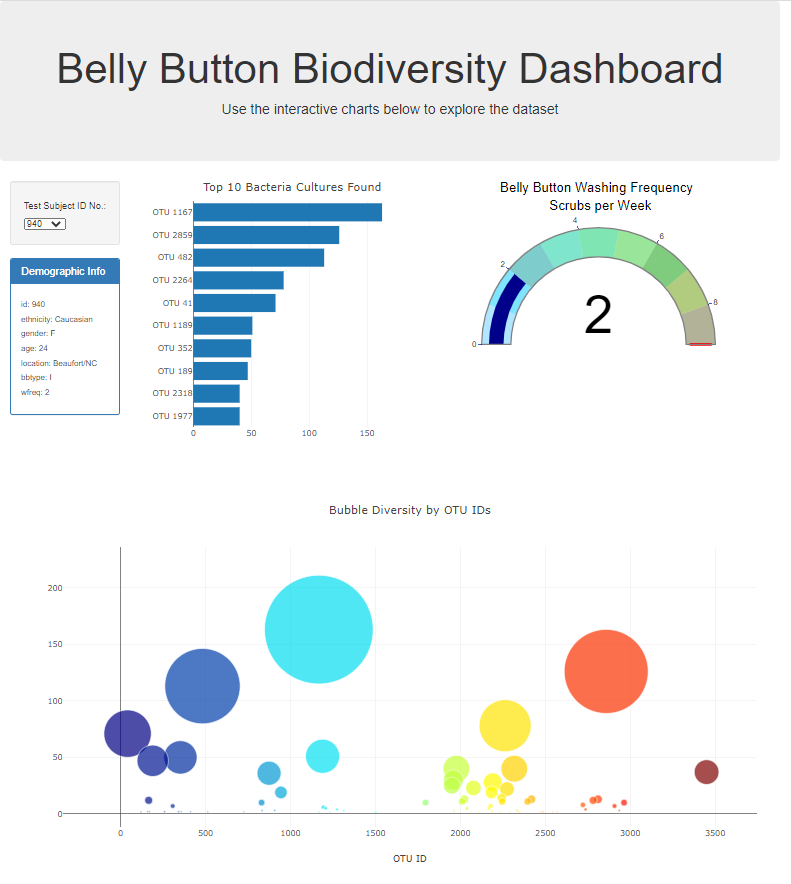 Belly Button Biodiversity Dashboard
Use the interactive charts below to explore the dataset
Test Subject ID No.:
940
Demographic Info
id: 940
ethnicity: Caucasian
gender: F
age: 24
location: Beaufort/NC
bbtype: I
wfreq: 2
Top 10 Bacteria Cultures Found
OTU 1167
OTU 2859
OTU 482
OTU 2264
OTU 41
OTU 1189
OTU 352
OTU 189
OTU 2318
OTU 1977
0 50 100 150
Belly Button Washing Frequency
Scrubs per Week
0
2
4
6
8
2
Bubble Diversity by OTU IDs
200
150
100
50
0
0 500 1000 1500 2000 2500 3000 3500
OTU ID